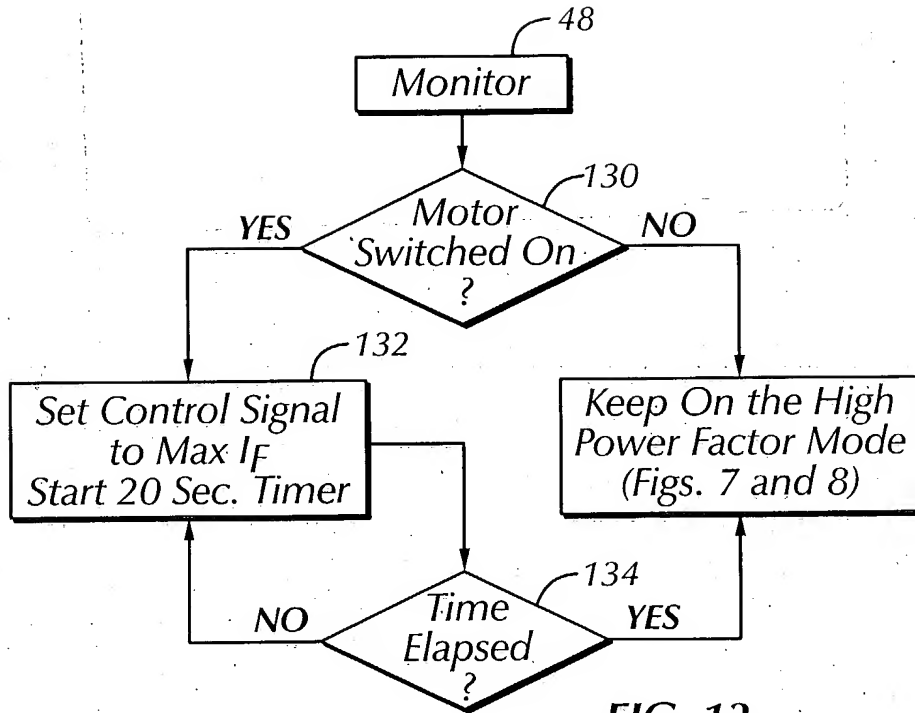 48
Monitor
130
YES
Motor
Switched On
?
NO
132
Set Control Signal
to Max IF
Start 20 Sec. Timer
Keep On the High
Power Factor Mode
(Figs. 7 and 8)
134
NO
Time
Elapsed
?
YES